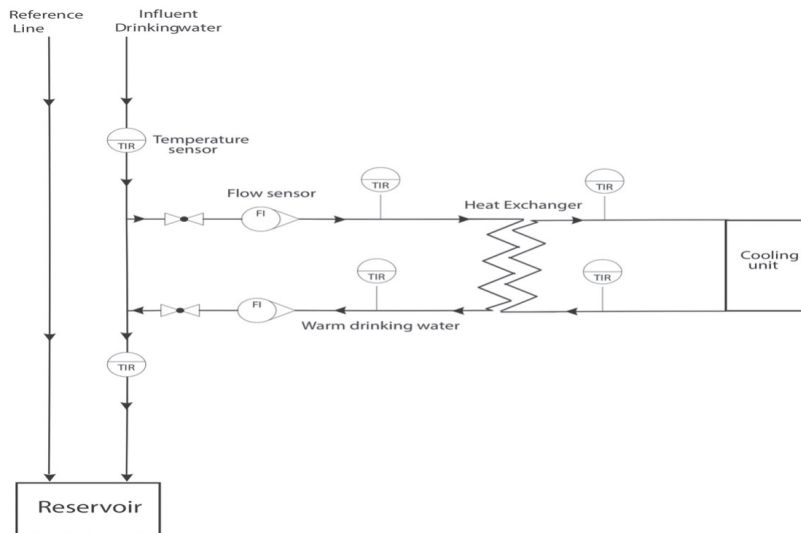 Reference
Line
Influent
Drinkingwater
TIR
Temperature
sensor
Flow sensor
FI
TIR
Heat Exchanger
TIR
Cooling
unit
FI
TIR
TIR
Warm drinking water
TIR
Reservoir